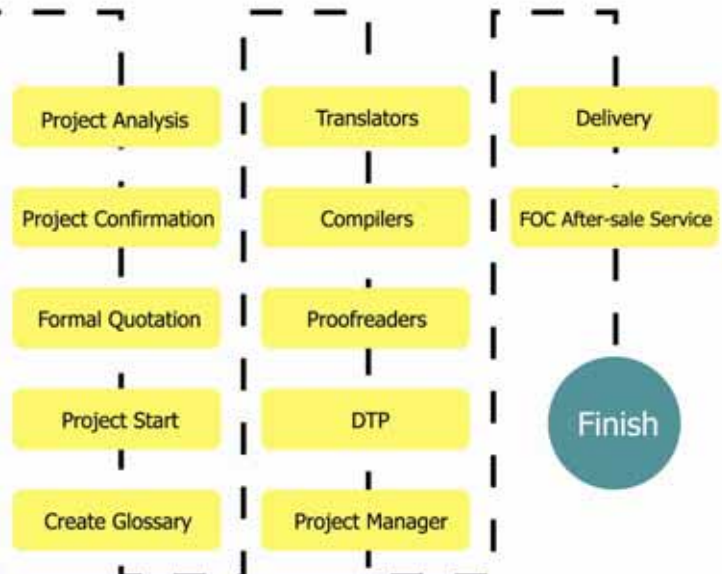 Project Analysis
Project Confirmation
Formal Quotation
Project Start
Create Glossary
Translators
Compilers
Proofreaders
DTP
Project Manager
Delivery
FOC After-sale Service
Finish